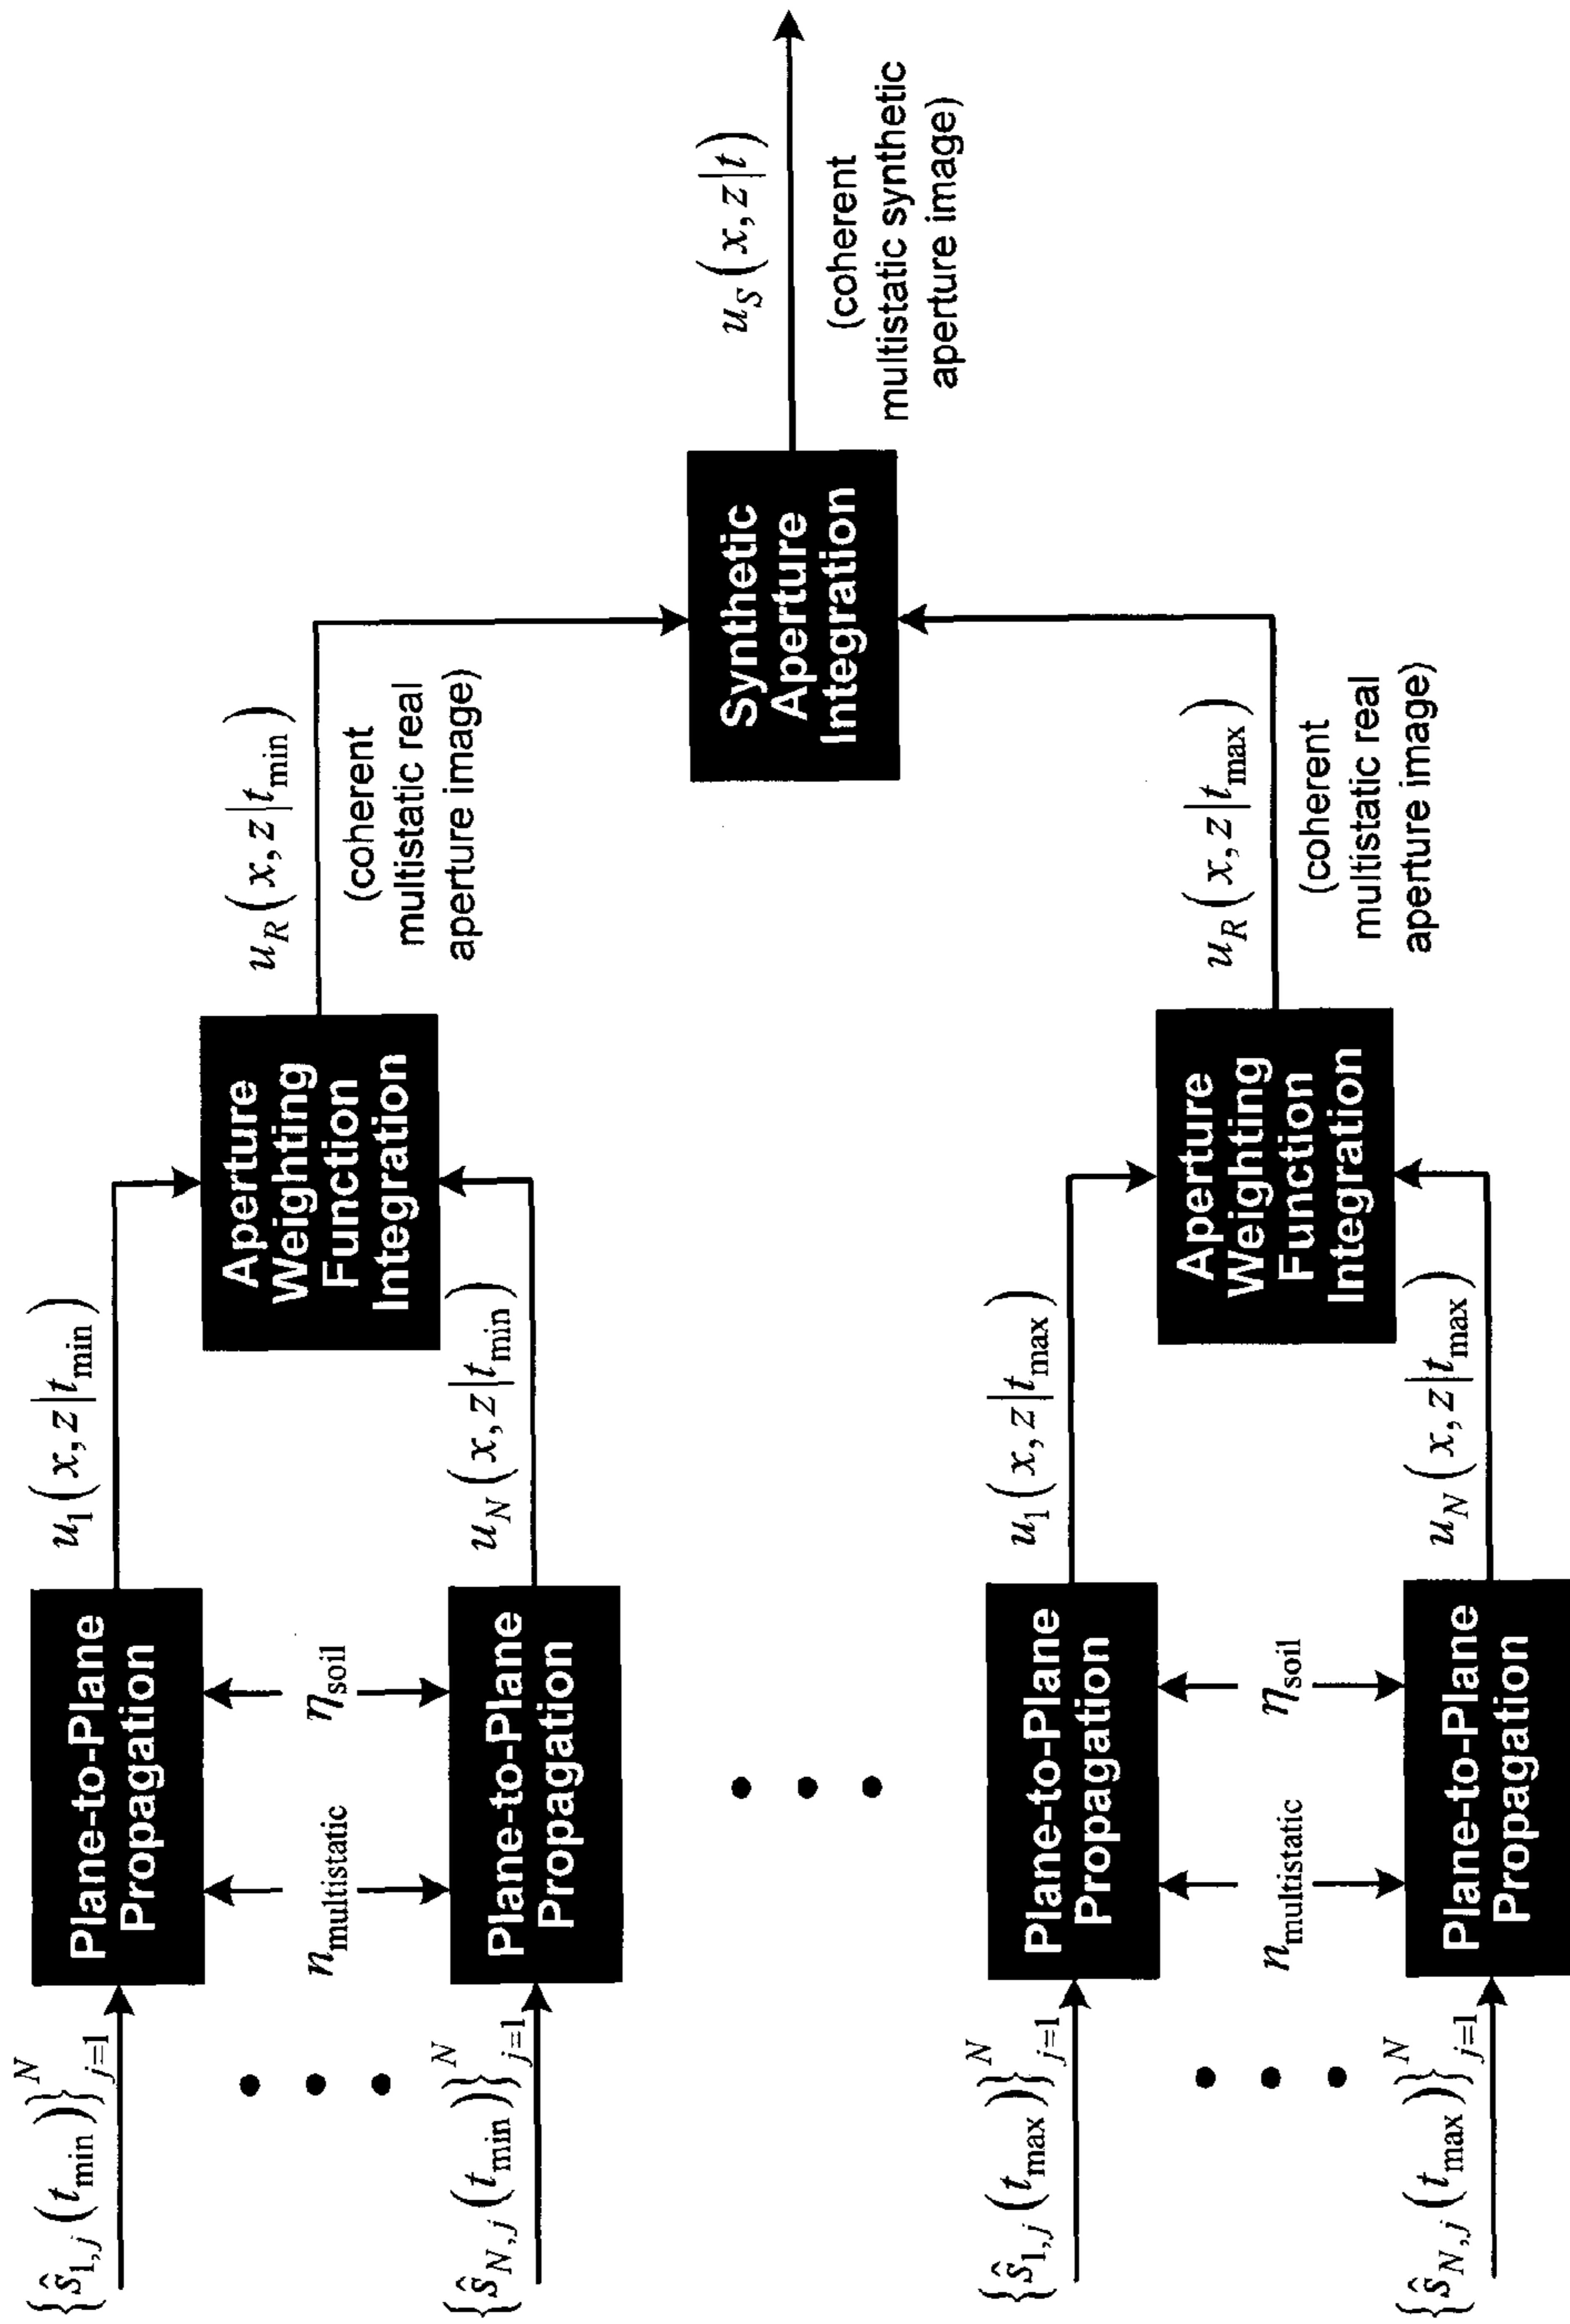 {ŝ_{1,j}(t_min)}_{j=1}^N
Plane-to-Plane
Propagation
u_1(x,z|t_min)
n_multistatic
η_soil
{ŝ_{N,j}(t_min)}_{j=1}^N
Plane-to-Plane
Propagation
u_N(x,z|t_min)
Aperture
Weighting
Function
Integration
u_R(x,z|t_min)
(coherent
multistatic real
aperture image)
{ŝ_{1,j}(t_max)}_{j=1}^N
Plane-to-Plane
Propagation
u_1(x,z|t_max)
n_multistatic
η_soil
{ŝ_{N,j}(t_max)}_{j=1}^N
Plane-to-Plane
Propagation
u_N(x,z|t_max)
Aperture
Weighting
Function
Integration
u_R(x,z|t_max)
(coherent
multistatic real
aperture image)
Synthetic
Aperture
Integration
u_S(x,z|t)
(coherent
multistatic synthetic
aperture image)